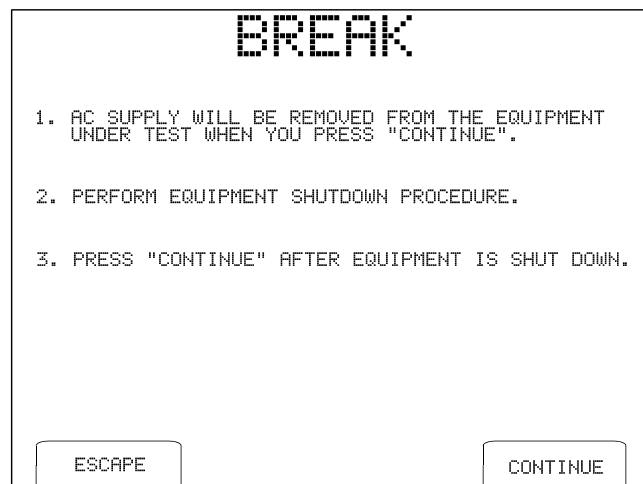 BREAK
1. AC SUPPLY WILL BE REMOVED FROM THE EQUIPMENT
UNDER TEST WHEN YOU PRESS "CONTINUE".
2. PERFORM EQUIPMENT SHUTDOWN PROCEDURE.
3. PRESS "CONTINUE" AFTER EQUIPMENT IS SHUT DOWN.
ESCAPE
CONTINUE